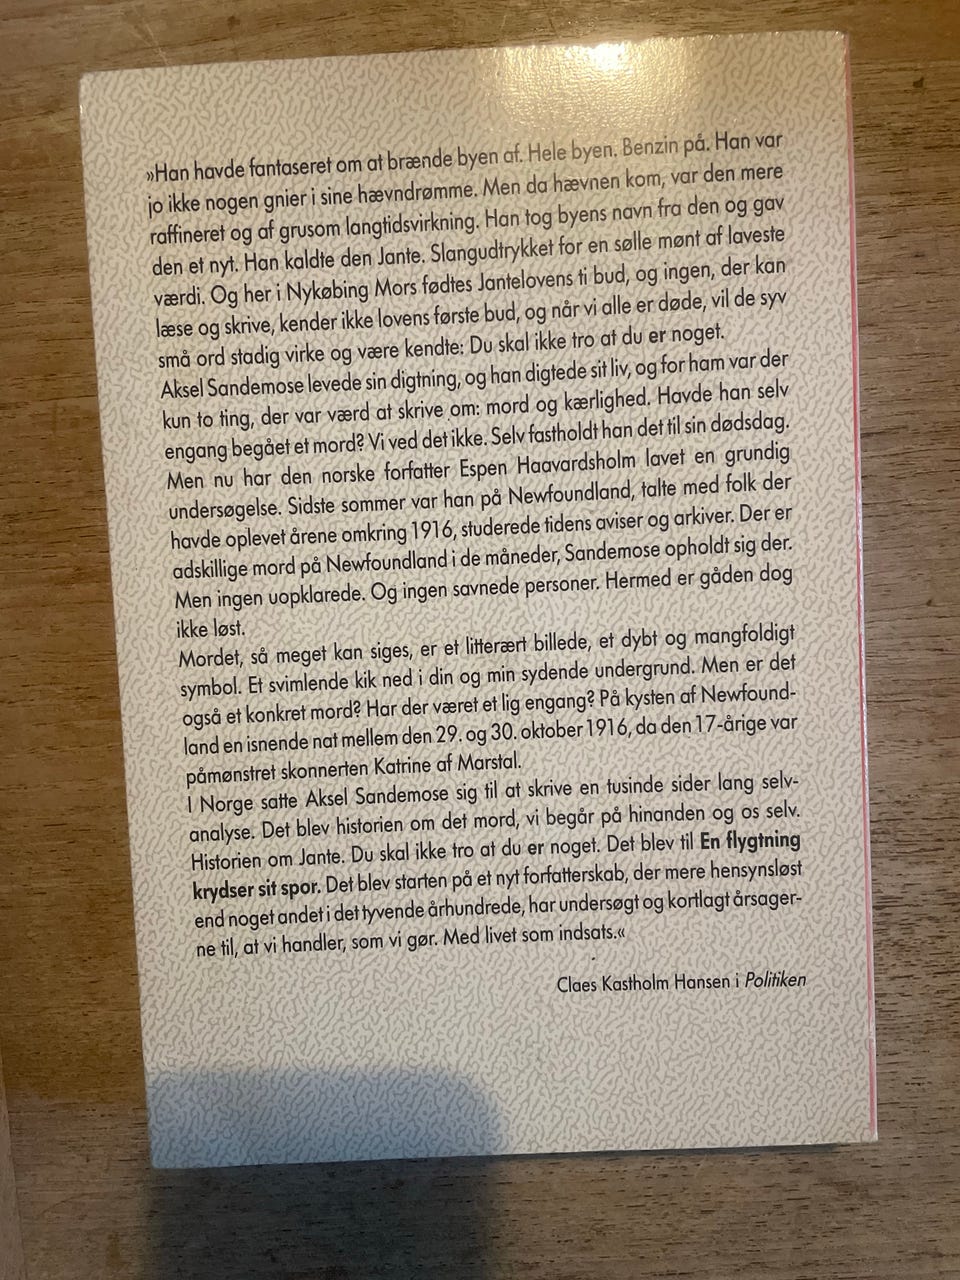 »Han havde fantaseret om at brænde byen af. Hele byen. Benzin på. Han var
jo ikke nogen gnier i sine hævndrømme. Men da hævnen kom, var den mere
raffineret og af grusom langtidsvirkning. Han tog byens navn fra den og gav
den et nyt. Han kaldte den Jante. Slangudtrykket for en sølle mønt af laveste
værdi. Og her i Nykøbing Mors fødtes Jantelovens ti bud, og ingen, der kan
læse og skrive, kender ikke lovens første bud, og når vi alle er døde, vil de syv
små ord stadig virke og være kendte: Du skal ikke tro at du er noget.
Aksel Sandemose levede sin digtning, og han digtede sit liv, og for ham var der
kun to ting, der var værd at skrive om: mord og kærlighed. Havde han selv
engang begået et mord? Vi ved det ikke. Selv fastholdt han det til sin dødsdag.
Men nu har den norske forfatter Espen Haavardsholm lavet en grundig
undersøgelse. Sidste sommer var han på Newfoundland, talte med folk der
havde oplevet årene omkring 1916, studerede tidens aviser og arkiver. Der er
adskillige mord på Newfoundland i de måneder, Sandemose opholdt sig der.
Men ingen uopklarede. Og ingen savnede personer. Hermed er gåden dog
ikke løst.
Mordet, så meget kan siges, er et litterært billede, et dybt og mangfoldigt
symbol. Et svimlende kik ned i din og min sydende undergrund. Men er det
også et konkret mord? Har der været et lig engang? På kysten af Newfound-
land en isnende nat mellem den 29. og 30. oktober 1916, da den 17-årige var
påmønstret skonnerten Katrine af Marstal.
I Norge satte Aksel Sandemose sig til at skrive en tusinde sider lang selv-
analyse. Det blev historien om det mord, vi begår på hinanden og os selv.
Historien om Jante. Du skal ikke tro at du er noget. Det blev til En flygtning
krydser sit spor. Det blev starten på et nyt forfatterskab, der mere hensynsløst
end noget andet i det tyvende århundrede, har undersøgt og kortlagt årsager-
ne til, at vi handler, som vi gør. Med livet som indsats.«
Claes Kastholm Hansen i Politiken